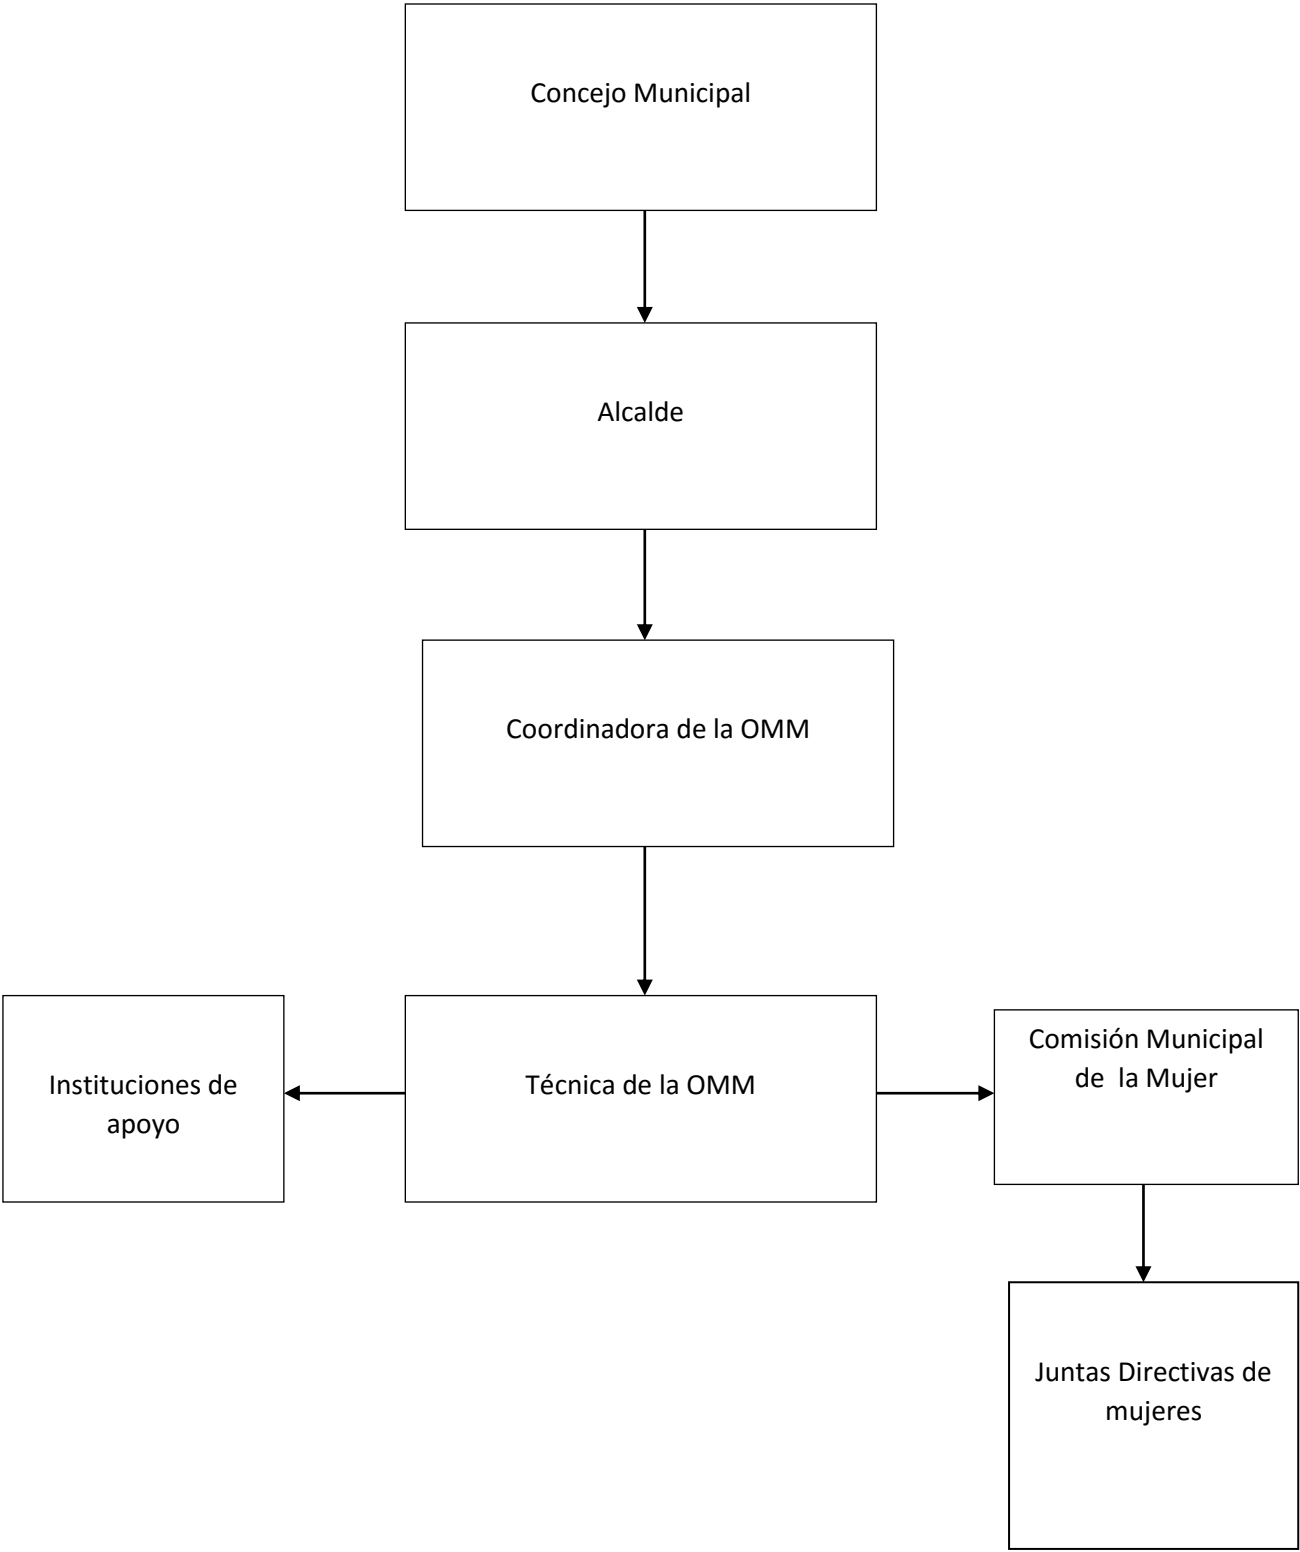 Concejo Municipal
Alcalde
Coordinadora de la OMM
Instituciones de
apoyo
Técnica de la OMM
Comisión Municipal
de  la Mujer
Juntas Directivas de
mujeres